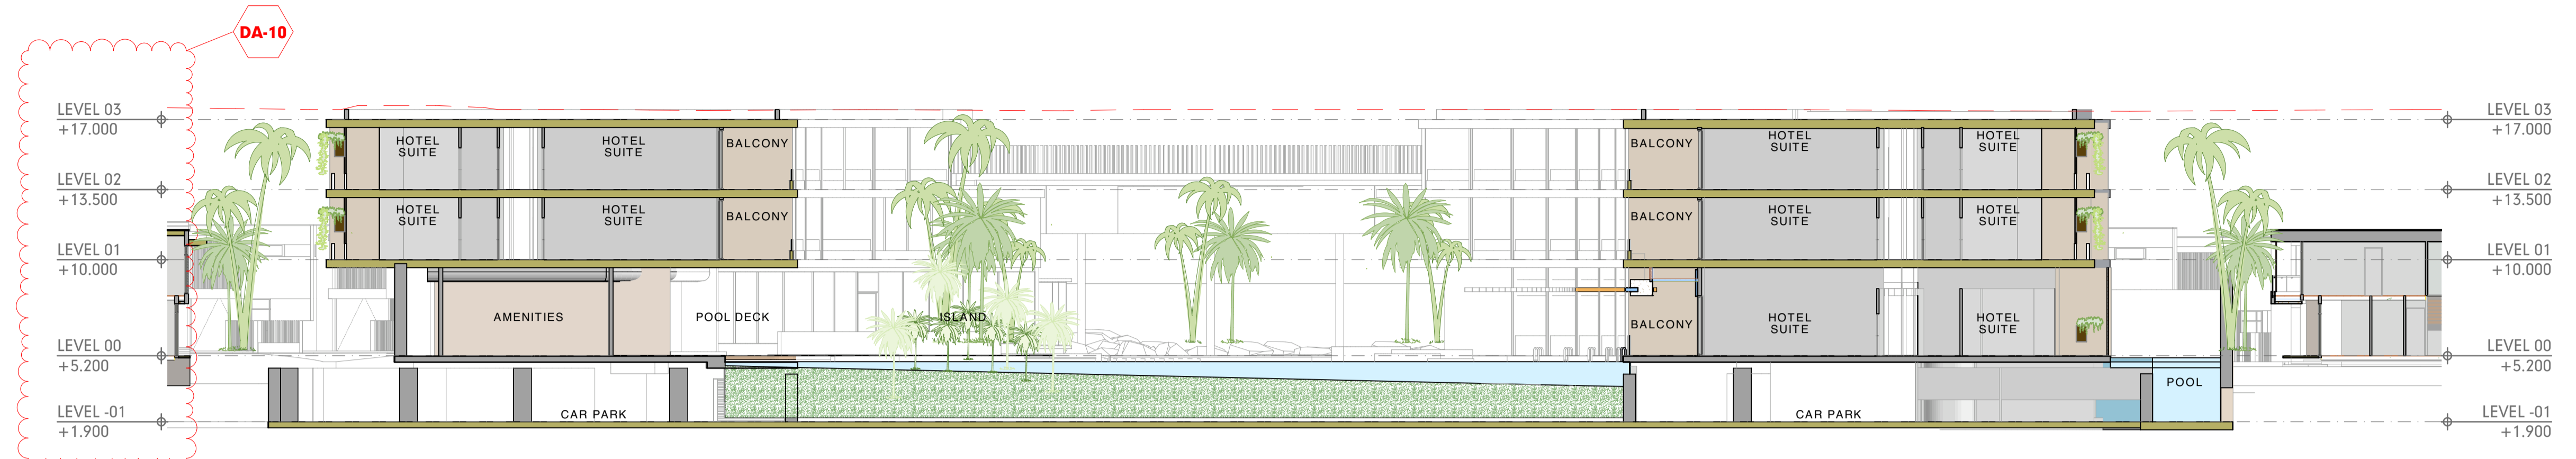 DA-10
LEVEL 03
+17.000
LEVEL 02
+13.500
LEVEL 01
+10.000
LEVEL 00
+5.200
LEVEL -01
+1.900
HOTEL
SUITE
HOTEL
SUITE
BALCONY
HOTEL
SUITE
HOTEL
SUITE
BALCONY
AMENITIES
POOL DECK
ISLAND
CAR PARK
BALCONY
HOTEL
SUITE
HOTEL
SUITE
BALCONY
HOTEL
SUITE
HOTEL
SUITE
BALCONY
HOTEL
SUITE
HOTEL
SUITE
CAR PARK
POOL
LEVEL 03
+17.000
LEVEL 02
+13.500
LEVEL 01
+10.000
LEVEL 00
+5.200
LEVEL -01
+1.900